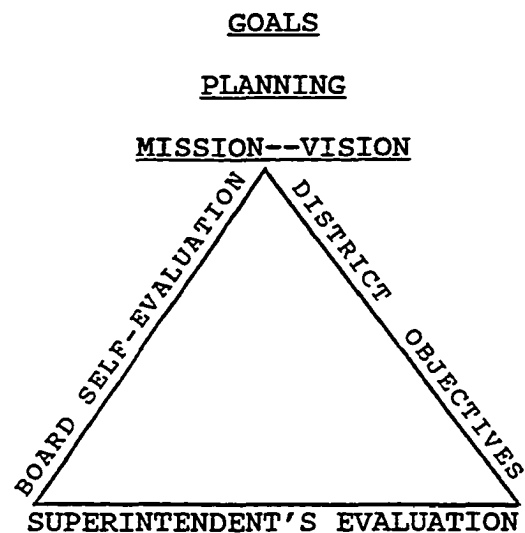 GOALS
PLANNING
MISSION--VISION
BOARD SELF-EVALUATION
DISTRICT OBJECTIVES
SUPERINTENDENT'S EVALUATION